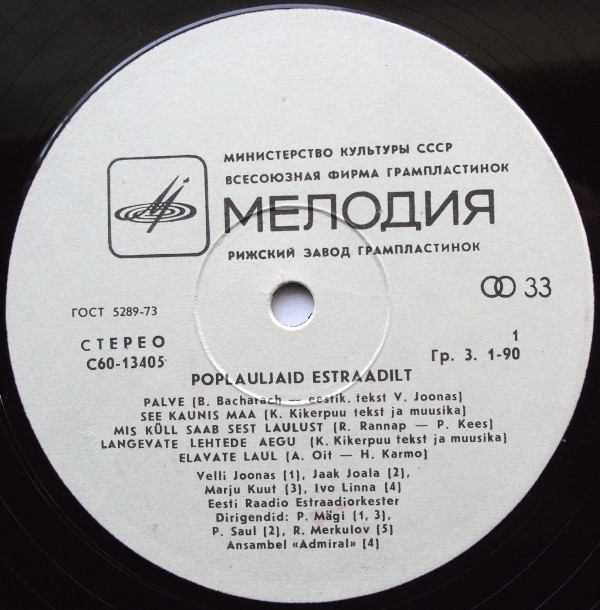 МИНИСТЕРСТВО КУЛЬТУРЫ СССР
ВСЕСОЮЗНАЯ ФИРМА ГРАМПЛАСТИНОК
МЕЛОДИЯ
РИЖСКИЙ ЗАВОД ГРАМПЛАСТИНОК
33
ГОСТ 5289-73
СТЕРЕО
С60-13405
1
Гр. 3. 1-90
POPLAULJAID ESTRAADILT
PALVE (B. Bacharach — eestik. tekst V. Joonas)
SEE KAUNIS MAA (K. Kikerpuu tekst ja muusika)
MIS KÜLL SAAB SEST LAULUST (R. Rannap — P. Kees)
LANGEVATE LEHTEDE AEGU (K. Kikerpuu tekst ja muusika)
ELAVATE LAUL (A. Oit — H. Karmo)
Velli Joonas (1), Jaak Joala (2),
Marju Kuut (3), Ivo Linna (4)
Eesti Raadio Estraadiorkester
Dirigendid: P. Mägi (1, 3),
P. Saul (2), R. Merkulov (5)
Ansambel «Admiral» (4)